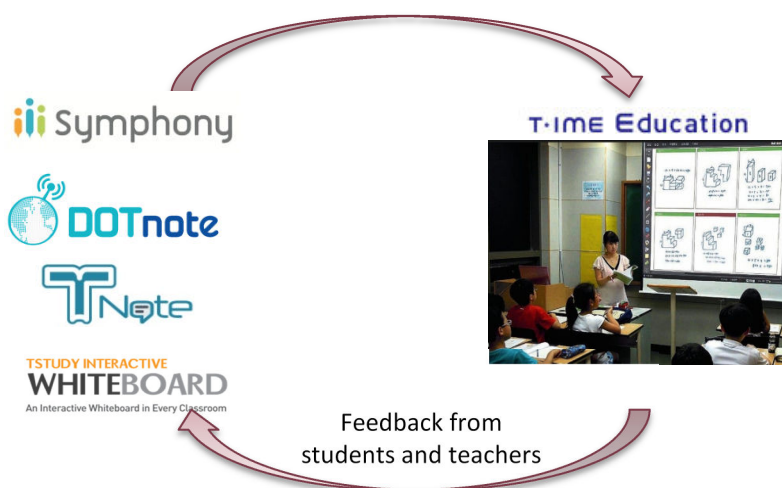 Symphony
T·IME Education
DOTnote
TNote
TSTUDY INTERACTIVE
WHITEBOARD
An Interactive Whiteboard in Every Classroom
Feedback from
students and teachers